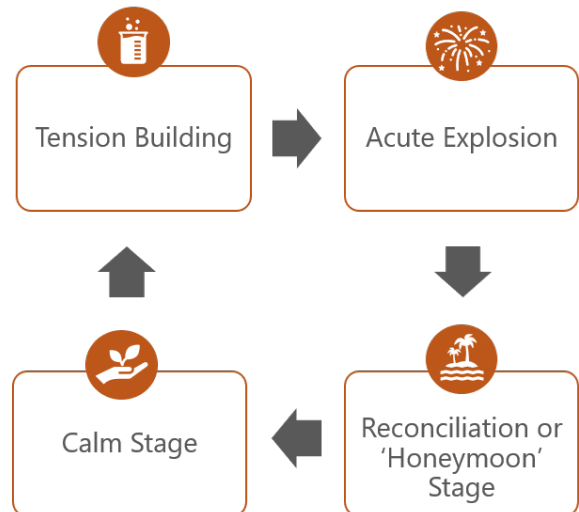 Tension Building
Acute Explosion
Calm Stage
Reconciliation or
‘Honeymoon’
Stage